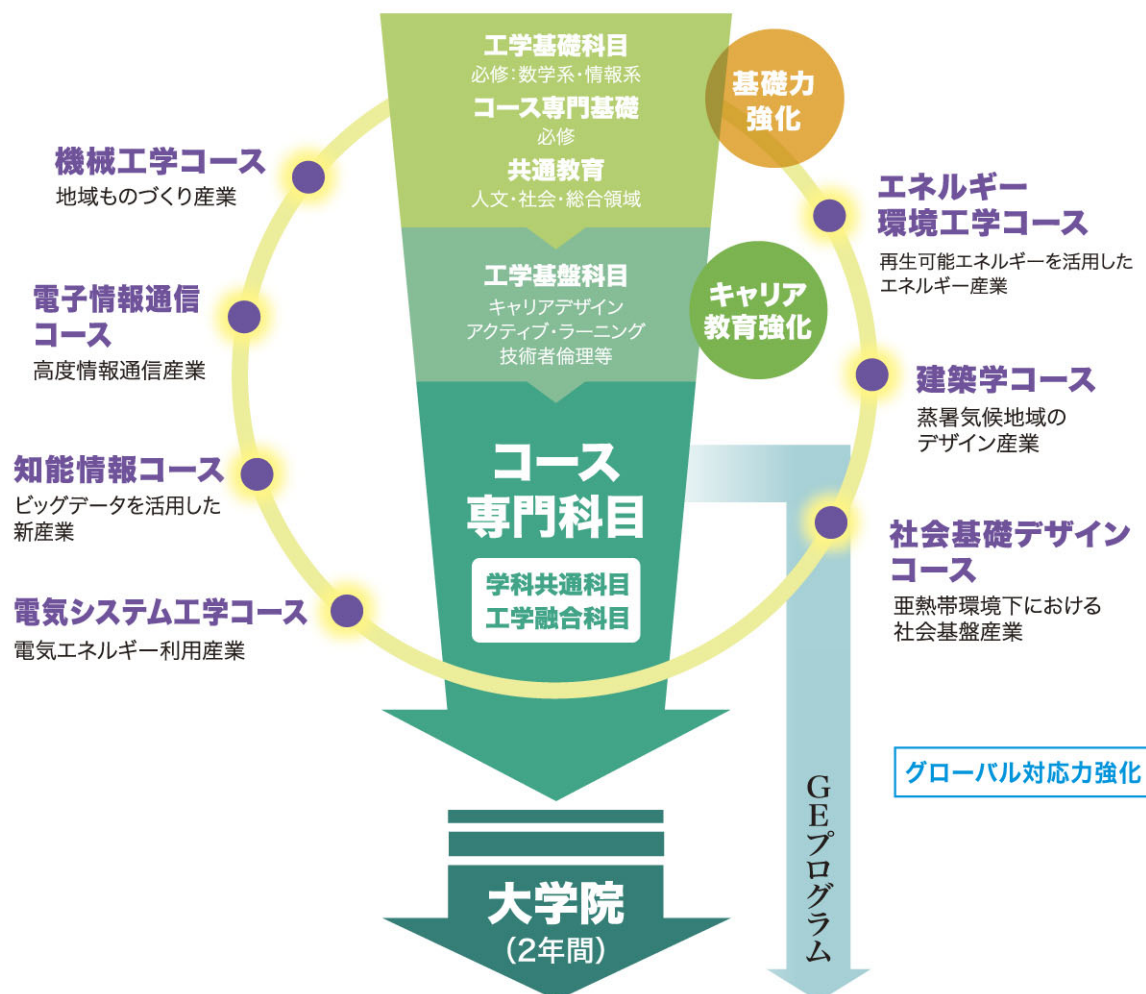 工学基礎科目
必修：数学系・情報系
コース専門基礎
必修
共通教育
人文・社会・総合領域
基礎力
強化
工学基盤科目
キャリアデザイン
アクティブ・ラーニング
技術者倫理等
キャリア
教育強化
コース
専門科目
学科共通科目
工学融合科目
機械工学コース
地域ものづくり産業
電子情報通信
コース
高度情報通信産業
知能情報コース
ビッグデータを活用した
新産業
電気システム工学コース
電気エネルギー利用産業
エネルギー
環境工学コース
再生可能エネルギーを活用した
エネルギー産業
建築学コース
蒸暑気候地域の
デザイン産業
社会基礎デザイン
コース
亜熱帯環境下における
社会基盤産業
グローバル対応力強化
GEプログラム
大学院
(2年間)